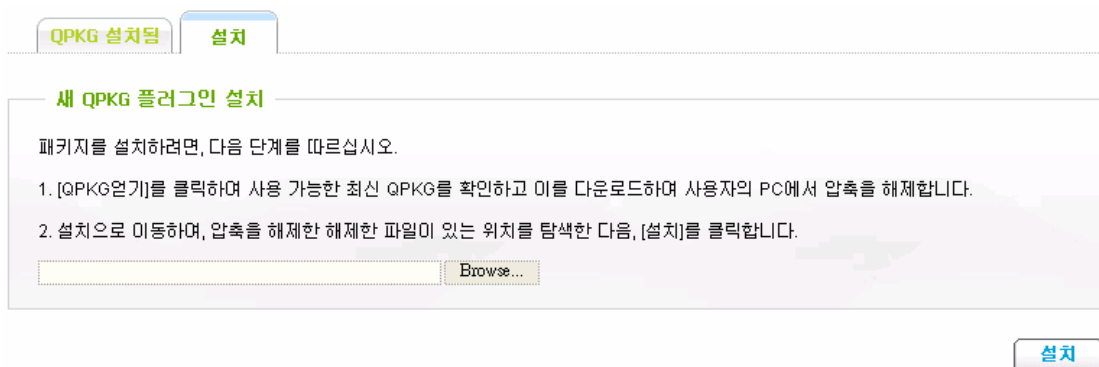 QPKG 설치됨
설치
새 QPKG 플러그인 설치
패키지를 설치하려면, 다음 단계를 따르십시오.
1. [QPKG얻기]를 클릭하여 사용 가능한 최신 QPKG를 확인하고 이를 다운로드하여 사용자의 PC에서 압축을 해제합니다.
2. 설치으로 이동하여, 압축을 해제한 해제한 파일이 있는 위치를 탐색한 다음, [설치]를 클릭합니다.
Browse...
설치